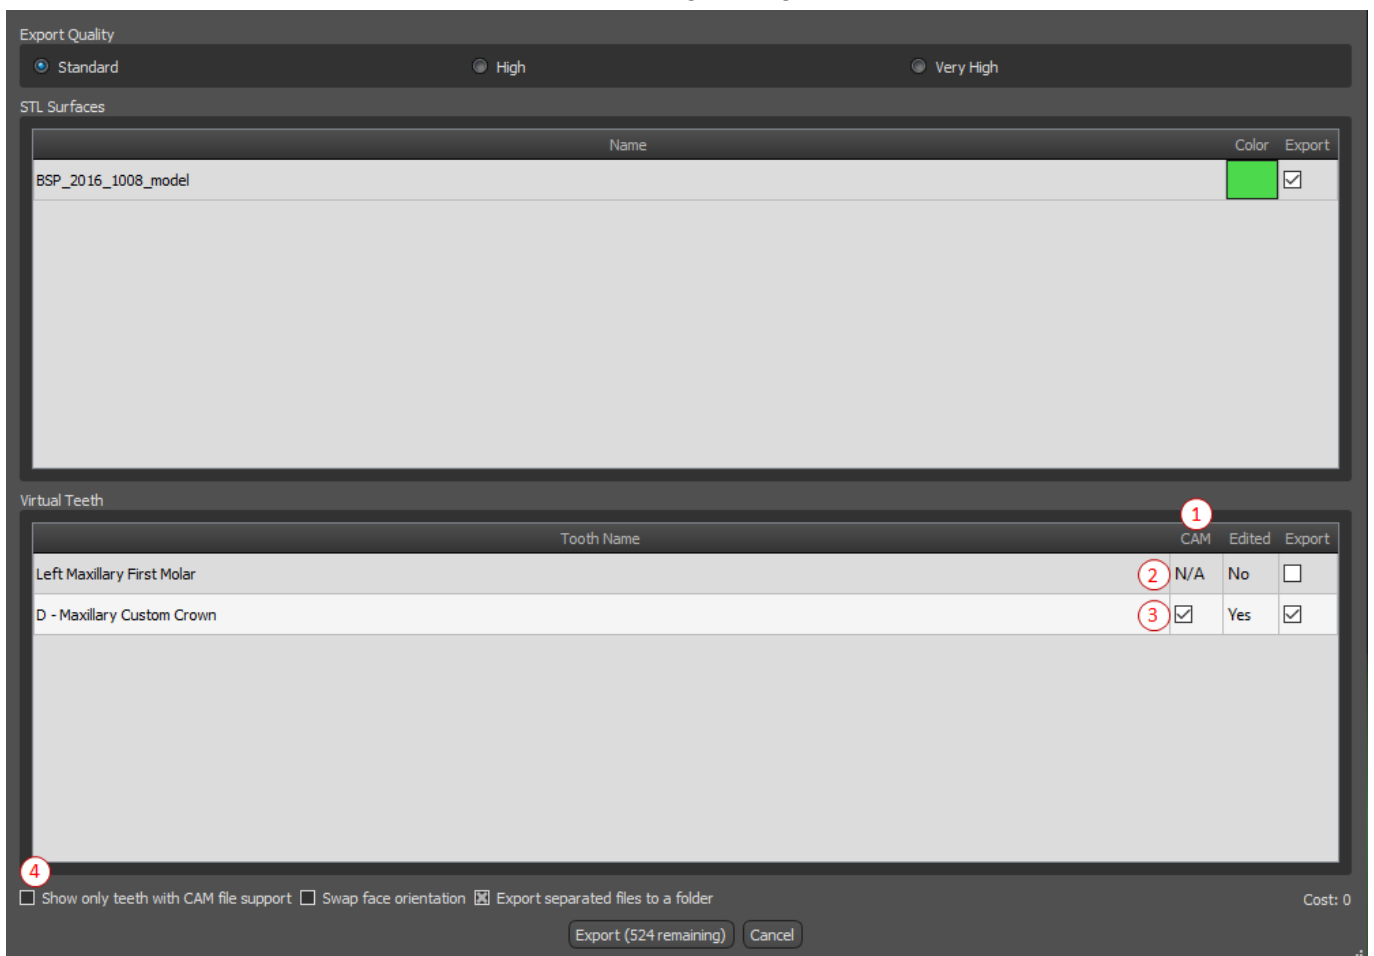 Export Quality
Standard High Very High
STL Surfaces
Name Color Export
BSP_2016_1008_model
Virtual Teeth
1
Tooth Name CAM Edited Export
Left Maxillary First Molar 2 N/A No
D - Maxillary Custom Crown 3 Yes
4
Show only teeth with CAM file support Swap face orientation Export separated files to a folder Cost: 0
Export (524 remaining) Cancel